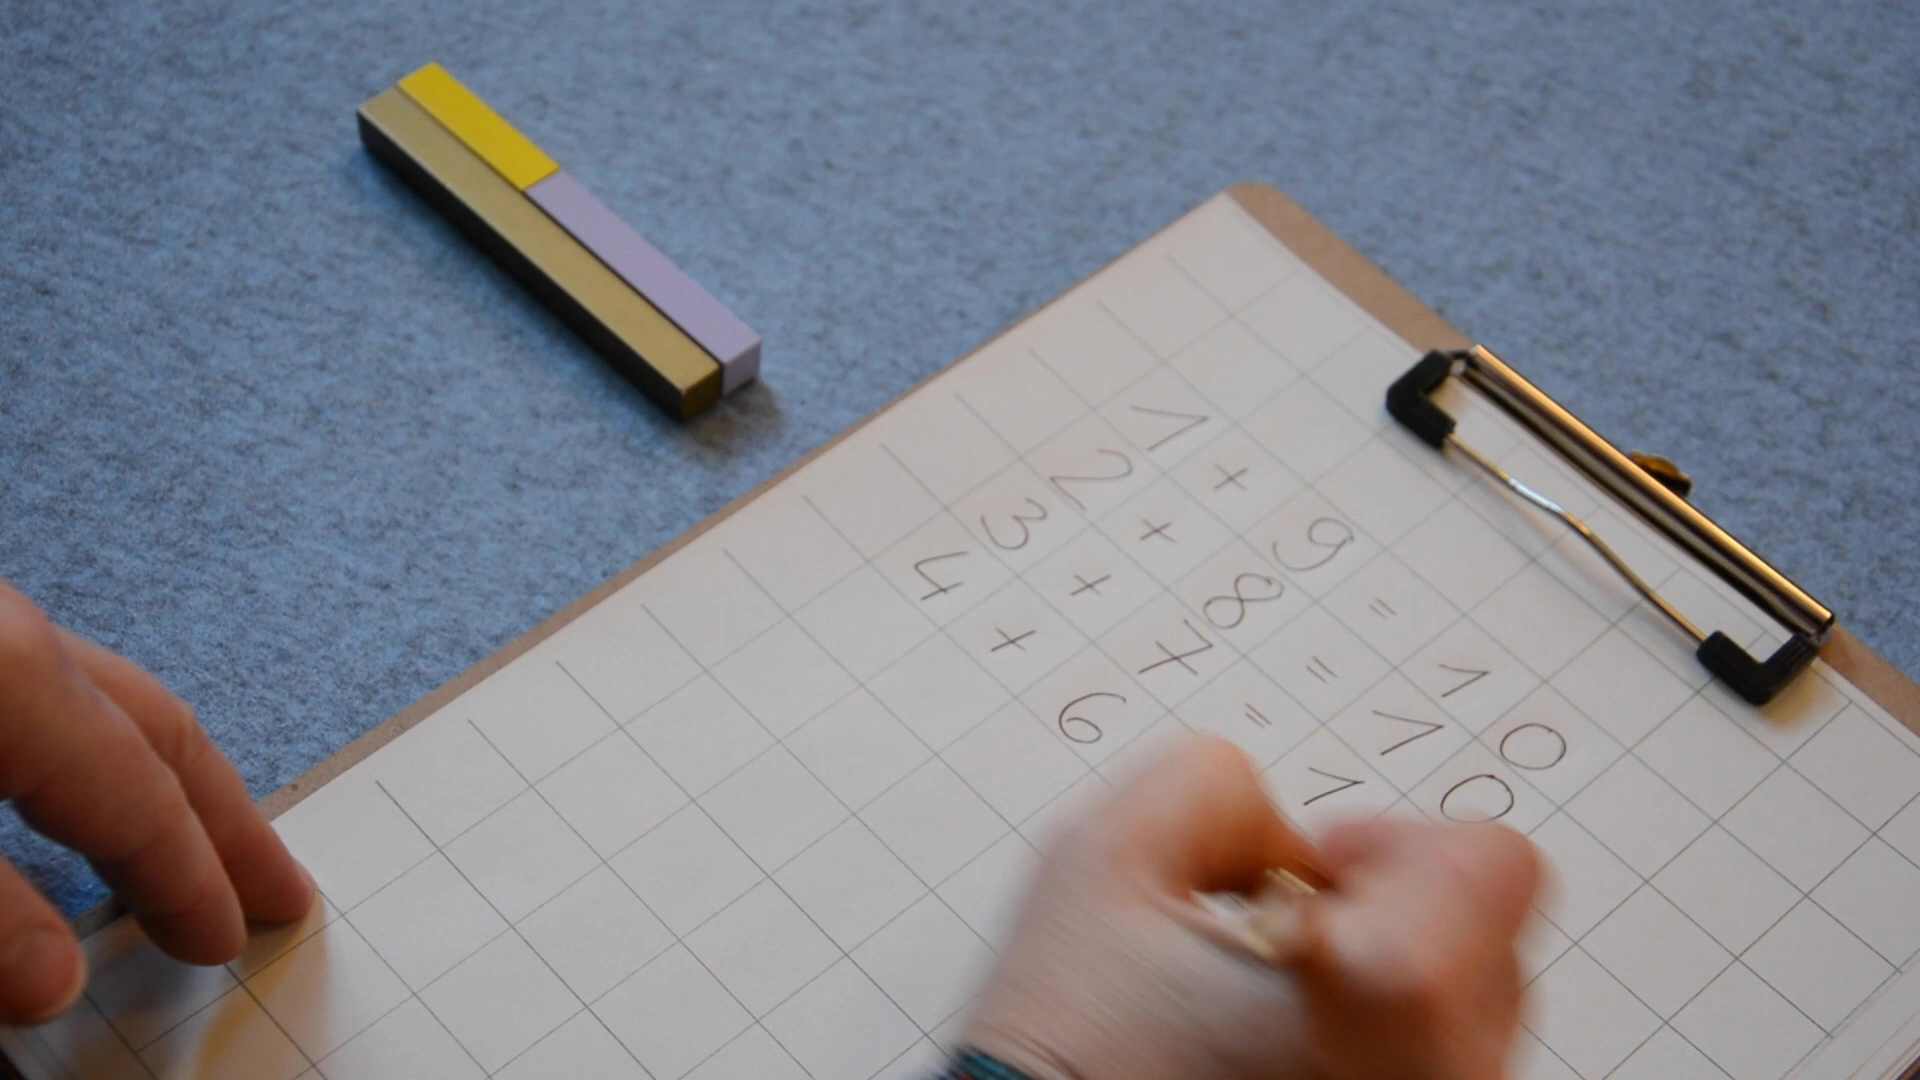 1 + 9 = 10
2 + 8 = 10
3 + 7 = 1
4 + 6